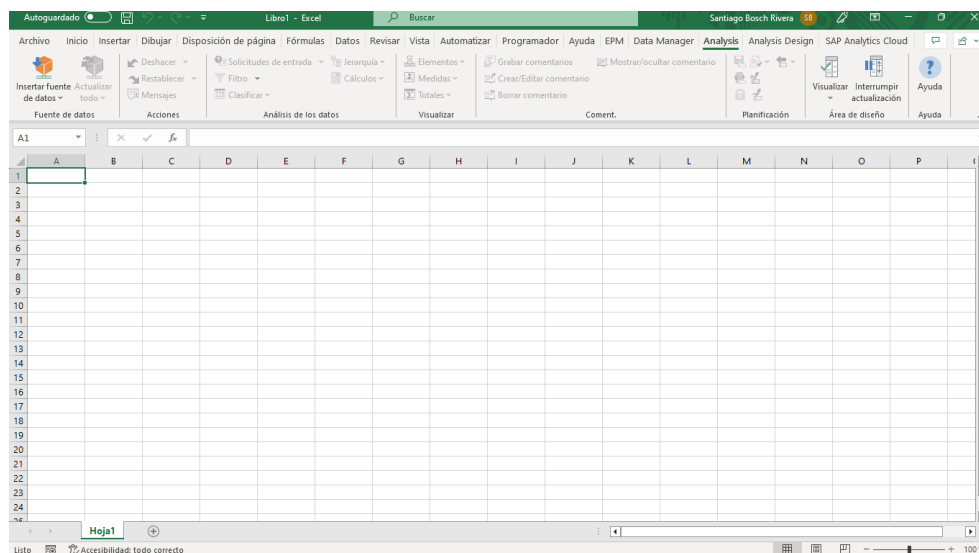 Autoguardado
Libro1 - Excel
Buscar
Santiago Bosch Rivera SB
Archivo Inicio Insertar Dibujar Disposición de página Fórmulas Datos Revisar Vista Automatizar Programador Ayuda EPM Data Manager Analysis Analysis Design SAP Analytics Cloud
Insertar fuente de datos
Actualizar todo
Fuente de datos
Deshacer
Restablecer
Mensajes
Acciones
Solicitudes de entrada
Filtro
Clasificar
Jerarquía
Cálculos
Análisis de los datos
Elementos
Medidas
Totales
Visualizar
Grabar comentarios
Crear/Editar comentario
Borrar comentario
Mostrar/ocultar comentario
Coment.
Planificación
Visualizar
Interrumpir actualización
Área de diseño
Ayuda
Ayuda
A1
fx
A B C D E F G H I J K L M N O P
1
2
3
4
5
6
7
8
9
10
11
12
13
14
15
16
17
18
19
20
21
22
23
24
25
Hoja1
Listo
Accesibilidad: todo correcto
100